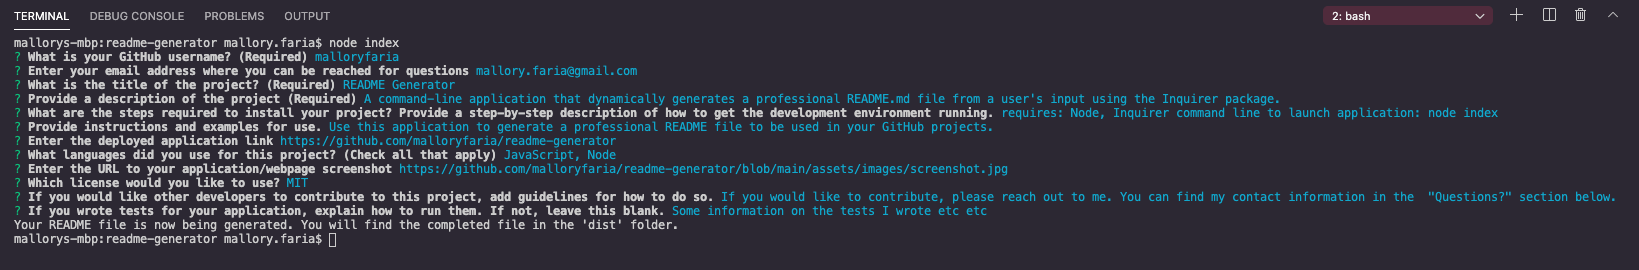 TERMINAL DEBUG CONSOLE PROBLEMS OUTPUT 2: bash
mallorys-mbp:readme-generator mallory.faria$ node index
? What is your GitHub username? (Required) malloryfaria
? Enter your email address where you can be reached for questions mallory.faria@gmail.com
? What is the title of the project? (Required) README Generator
? Provide a description of the project (Required) A command-line application that dynamically generates a professional README.md file from a user's input using the Inquirer package.
? What are the steps required to install your project? Provide a step-by-step description of how to get the development environment running. requires: Node, Inquirer command line to launch application: node index
? Provide instructions and examples for use. Use this application to generate a professional README file to be used in your GitHub projects.
? Enter the deployed application link https://github.com/malloryfaria/readme-generator
? What languages did you use for this project? (Check all that apply) JavaScript, Node
? Enter the URL to your application/webpage screenshot https://github.com/malloryfaria/readme-generator/blob/main/assets/images/screenshot.jpg
? Which license would you like to use? MIT
? If you would like other developers to contribute to this project, add guidelines for how to do so. If you would like to contribute, please reach out to me. You can find my contact information in the  "Questions?" section below.
? If you wrote tests for your application, explain how to run them. If not, leave this blank. Some information on the tests I wrote etc etc
Your README file is now being generated. You will find the completed file in the 'dist' folder.
mallorys-mbp:readme-generator mallory.faria$